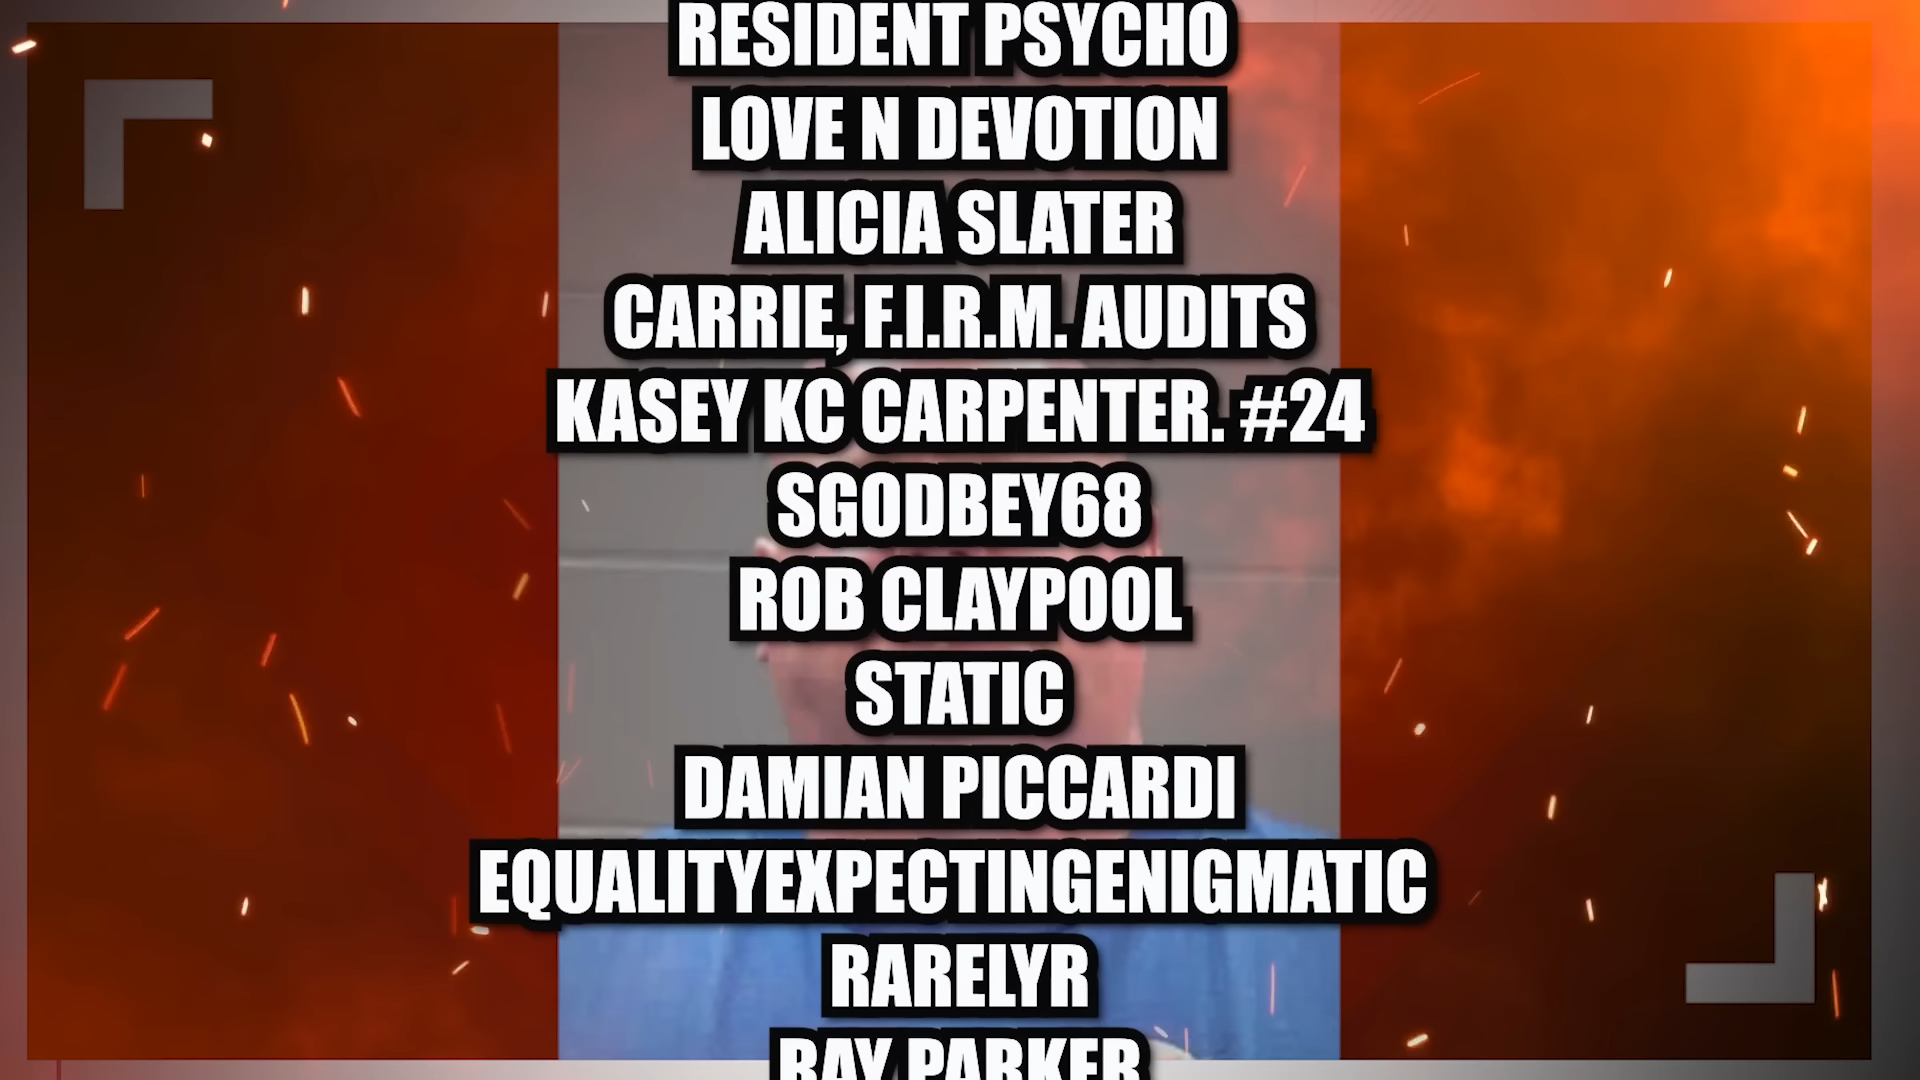 RESIDENT PSYCHO
LOVE N DEVOTION
ALICIA SLATER
CARRIE, F.I.R.M. AUDITS
KASEY KC CARPENTER. #24
SGODBEY68
ROB CLAYPOOL
STATIC
DAMIAN PICCARDI
EQUALITYEXPECTINGENIGMATIC
RARELYR
RAY PARKER